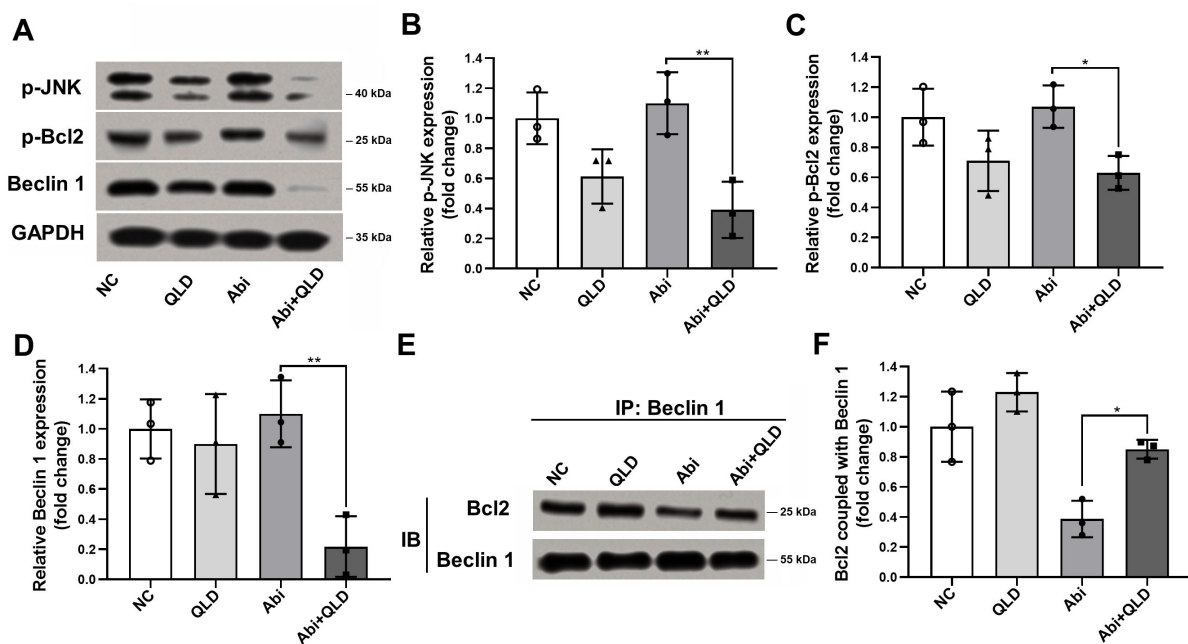 A
p-JNK
40 kDa
p-Bcl2
25 kDa
Beclin 1
55 kDa
GAPDH
35 kDa
NC
QLD
Abi
Abi+QLD
B
Relative p-JNK expression
(fold change)
1.4
1.2
1.0
0.8
0.6
0.4
0.2
0.0
**
NC
QLD
Abi
Abi+QLD
C
Relative p-Bcl2 expression
(fold change)
1.4
1.2
1.0
0.8
0.6
0.4
0.2
0.0
*
NC
QLD
Abi
Abi+QLD
D
Relative Beclin 1 expression
(fold change)
1.4
1.2
1.0
0.8
0.6
0.4
0.2
0.0
**
NC
QLD
Abi
Abi+QLD
E
IP: Beclin 1
NC
QLD
Abi
Abi+QLD
IB
Bcl2
25 kDa
Beclin 1
55 kDa
F
Bcl2 coupled with Beclin 1
(fold change)
1.4
1.2
1.0
0.8
0.6
0.4
0.2
0.0
*
NC
QLD
Abi
Abi+QLD